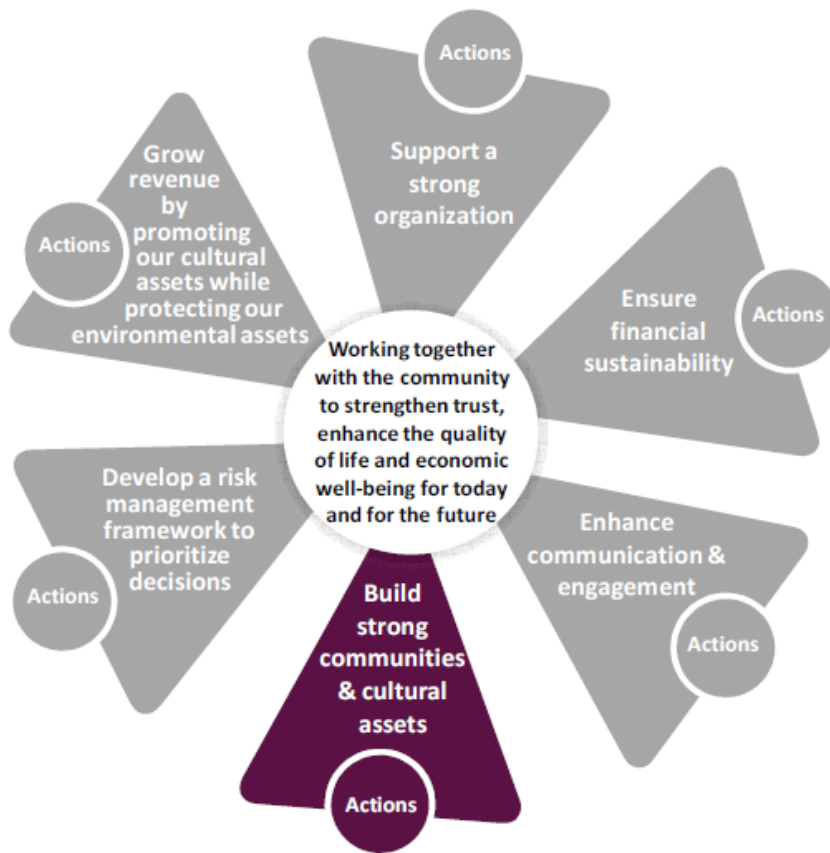 Actions
Support a
strong
organization
Actions
Ensure
financial
sustainability
Actions
Enhance
communication &
engagement
Actions
Build
strong
communities
& cultural
assets
Actions
Develop a risk
management
framework to
prioritize
decisions
Actions
Grow
revenue
by
promoting
our cultural
assets while
protecting our
environmental assets
Working together
with the community
to strengthen trust,
enhance the quality
of life and economic
well-being for today
and for the future